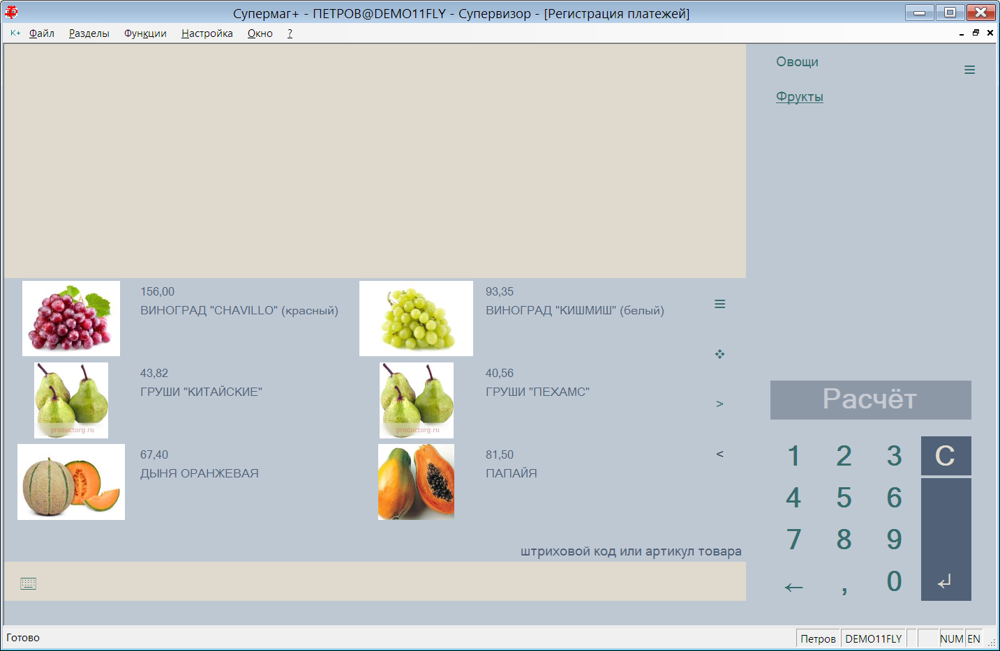 Супермаг+ - ПЕТРОВ@DEMO11FLY - Супервизор - [Регистрация платежей]
K+ Файл Разделы Функции Настройка Окно ?
Овощи
Фрукты
156,00
ВИНОГРАД "CHAVILLO" (красный)
93,35
ВИНОГРАД "КИШМИШ" (белый)
43,82
ГРУШИ "КИТАЙСКИЕ"
productorg.ru
40,56
ГРУШИ "ПЕХАМС"
productorg.ru
67,40
ДЫНЯ ОРАНЖЕВАЯ
81,50
ПАПАЙЯ
>
<
штриховой код или артикул товара
Расчёт
1 2 3 C
4 5 6
7 8 9
← , 0 ↵
Готово
Петров DEMO11FLY NUM EN